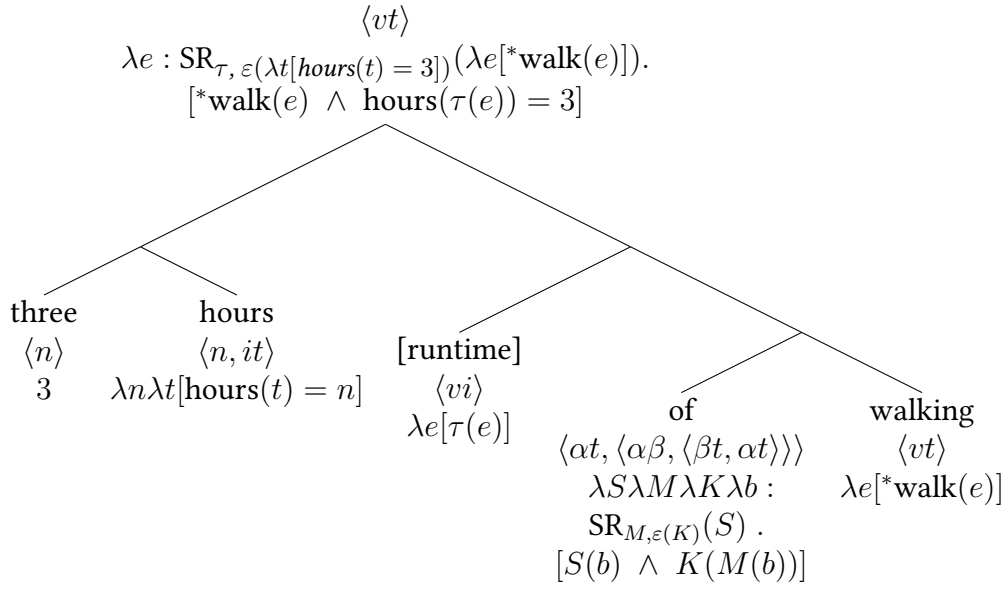 ⟨vt⟩
λe : SR_{τ, ε(λt[hours(t) = 3])}(λe[*walk(e)]).
[*walk(e) ∧ hours(τ(e)) = 3]
three
⟨n⟩
3
hours
⟨n, it⟩
λnλt[hours(t) = n]
[runtime]
⟨vi⟩
λe[τ(e)]
of
⟨αt, ⟨αβ, ⟨βt, αt⟩⟩⟩
λSλMλKλb :
SR_{M,ε(K)}(S) .
[S(b) ∧ K(M(b))]
walking
⟨vt⟩
λe[*walk(e)]